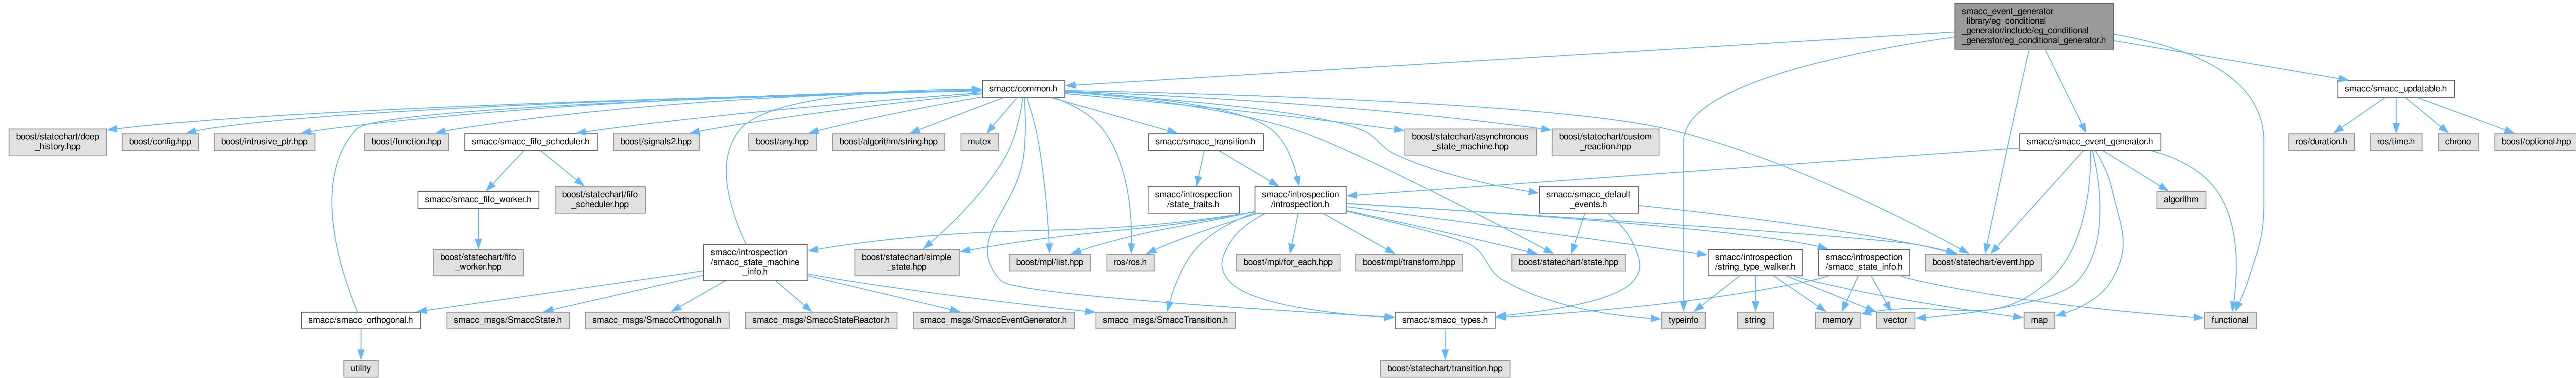 smacc_event_generator
_library/eg_conditional
_generator/include/eg_conditional
_generator/eg_conditional_generator.h
smacc/common.h
smacc/smacc_updatable.h
boost/statechart/deep
_history.hpp
boost/config.hpp
boost/intrusive_ptr.hpp
boost/function.hpp
smacc/smacc_fifo_scheduler.h
boost/signals2.hpp
boost/any.hpp
boost/algorithm/string.hpp
mutex
smacc/smacc_transition.h
boost/statechart/asynchronous
_state_machine.hpp
boost/statechart/custom
_reaction.hpp
smacc/smacc_event_generator.h
ros/duration.h
ros/time.h
chrono
boost/optional.hpp
smacc/smacc_fifo_worker.h
boost/statechart/fifo
_scheduler.hpp
smacc/introspection
/state_traits.h
smacc/introspection
/introspection.h
smacc/smacc_default
_events.h
algorithm
boost/statechart/fifo
_worker.hpp
smacc/introspection
/smacc_state_machine
_info.h
boost/statechart/simple
_state.hpp
boost/mpl/list.hpp
ros/ros.h
boost/mpl/for_each.hpp
boost/mpl/transform.hpp
boost/statechart/state.hpp
smacc/introspection
/string_type_walker.h
smacc/introspection
/smacc_state_info.h
boost/statechart/event.hpp
smacc/smacc_orthogonal.h
smacc_msgs/SmaccState.h
smacc_msgs/SmaccOrthogonal.h
smacc_msgs/SmaccStateReactor.h
smacc_msgs/SmaccEventGenerator.h
smacc_msgs/SmaccTransition.h
smacc/smacc_types.h
typeinfo
string
memory
vector
map
functional
utility
boost/statechart/transition.hpp